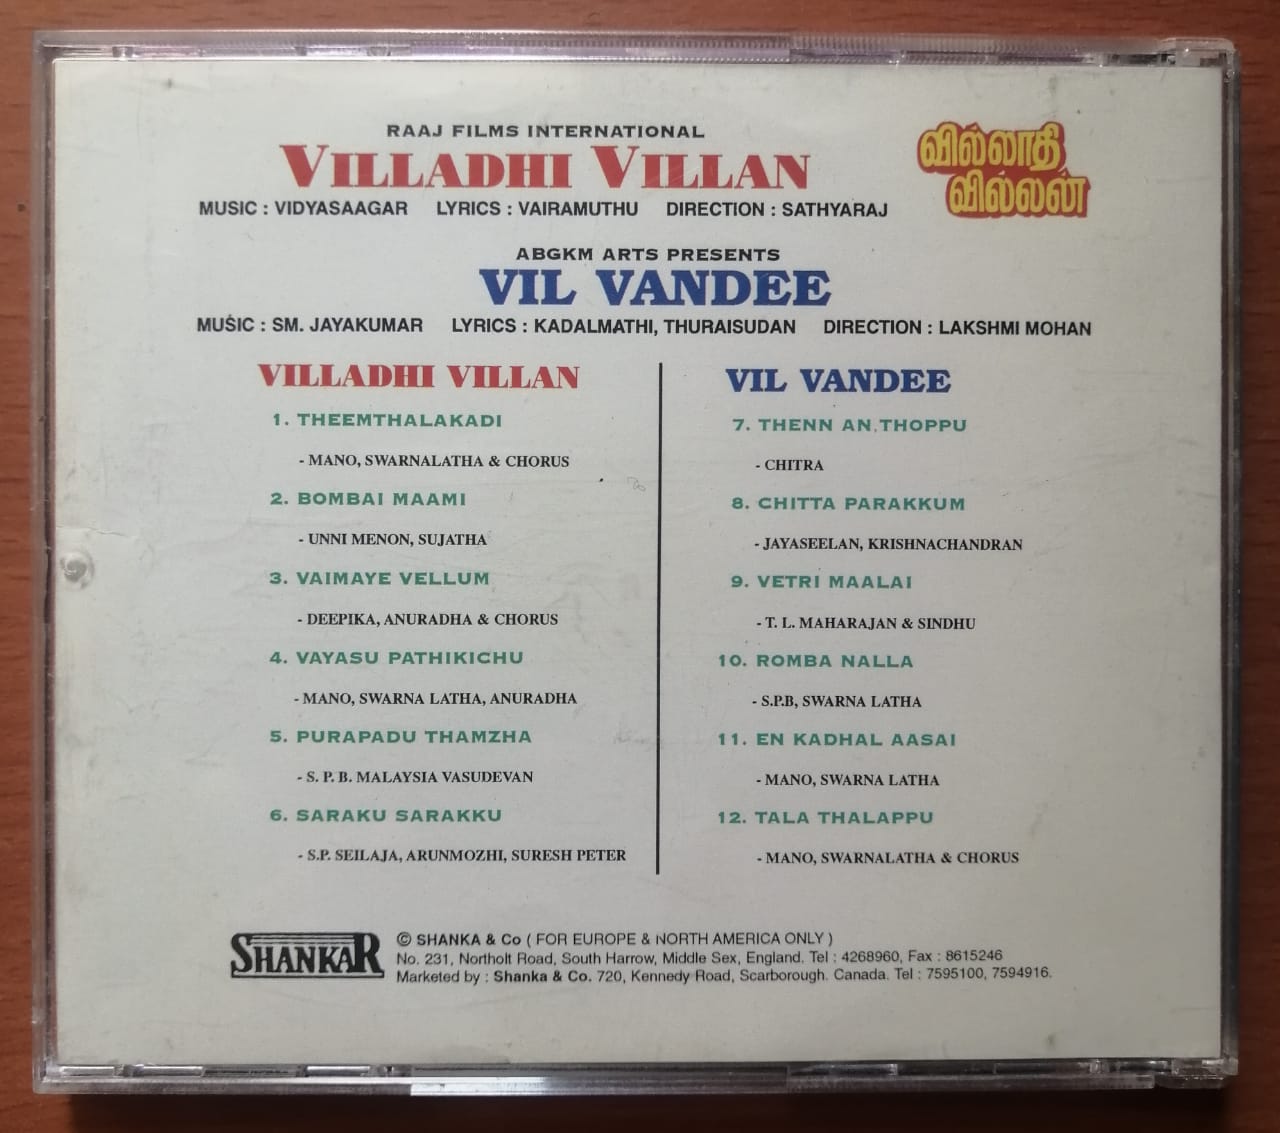 RAAJ FILMS INTERNATIONAL
VILLADHI VILLAN
வில்லாதி
வில்லன்
MUSIC : VIDYASAAGAR LYRICS : VAIRAMUTHU DIRECTION : SATHYARAJ
ABGKM ARTS PRESENTS
VIL VANDEE
MUSIC : SM. JAYAKUMAR LYRICS : KADALMATHI, THURAISUDAN DIRECTION : LAKSHMI MOHAN
VILLADHI VILLAN
1. THEEMTHALAKADI
- MANO, SWARNALATHA & CHORUS
2. BOMBAI MAAMI
- UNNI MENON, SUJATHA
3. VAIMAYE VELLUM
- DEEPIKA, ANURADHA & CHORUS
4. VAYASU PATHIKICHU
- MANO, SWARNA LATHA, ANURADHA
5. PURAPADU THAMZHA
- S. P. B. MALAYSIA VASUDEVAN
6. SARAKU SARAKKU
- S.P. SEILAJA, ARUNMOZHI, SURESH PETER
VIL VANDEE
7. THENN AN THOPPU
- CHITRA
8. CHITTA PARAKKUM
- JAYASEELAN, KRISHNACHANDRAN
9. VETRI MAALAI
- T. L. MAHARAJAN & SINDHU
10. ROMBA NALLA
- S.P.B, SWARNA LATHA
11. EN KADHAL AASAI
- MANO, SWARNA LATHA
12. TALA THALAPPU
- MANO, SWARNALATHA & CHORUS
SHANKAR
© SHANKA & Co ( FOR EUROPE & NORTH AMERICA ONLY )
No. 231, Northolt Road, South Harrow, Middle Sex, England. Tel : 4268960, Fax : 8615246
Marketed by : Shanka & Co. 720, Kennedy Road, Scarborough. Canada. Tel : 7595100, 7594916.